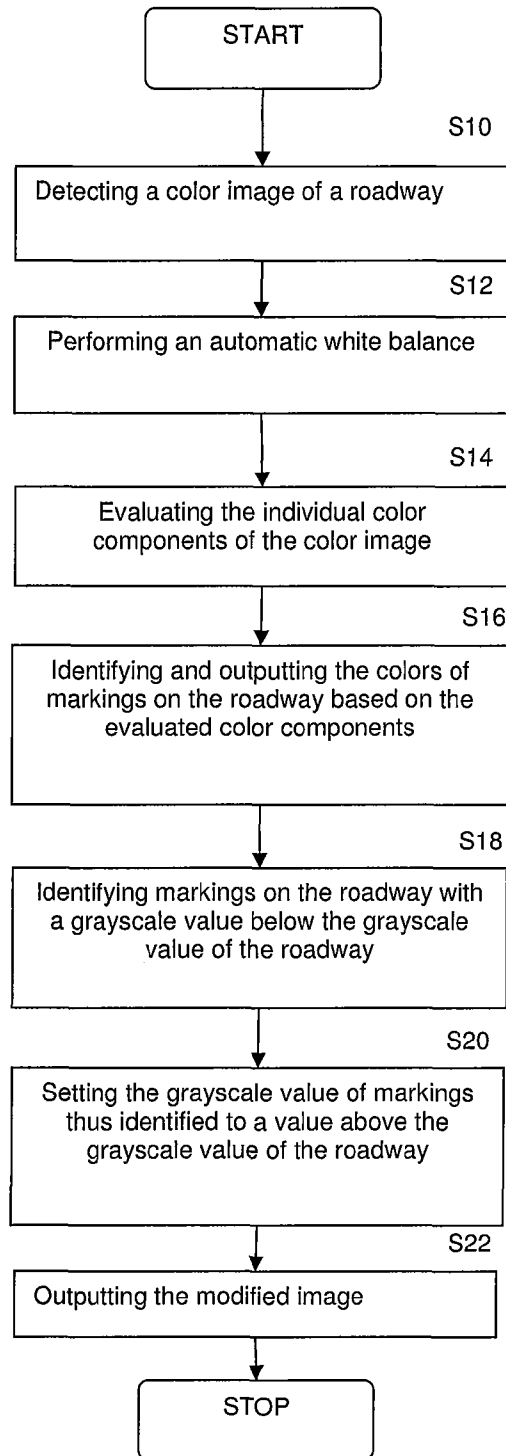 START
S10
Detecting a color image of a roadway
S12
Performing an automatic white balance
S14
Evaluating the individual color
components of the color image
S16
Identifying and outputting the colors of
markings on the roadway based on the
evaluated color components
S18
Identifying markings on the roadway with
a grayscale value below the grayscale
value of the roadway
S20
Setting the grayscale value of markings
thus identified to a value above the
grayscale value of the roadway
S22
Outputting the modified image
STOP